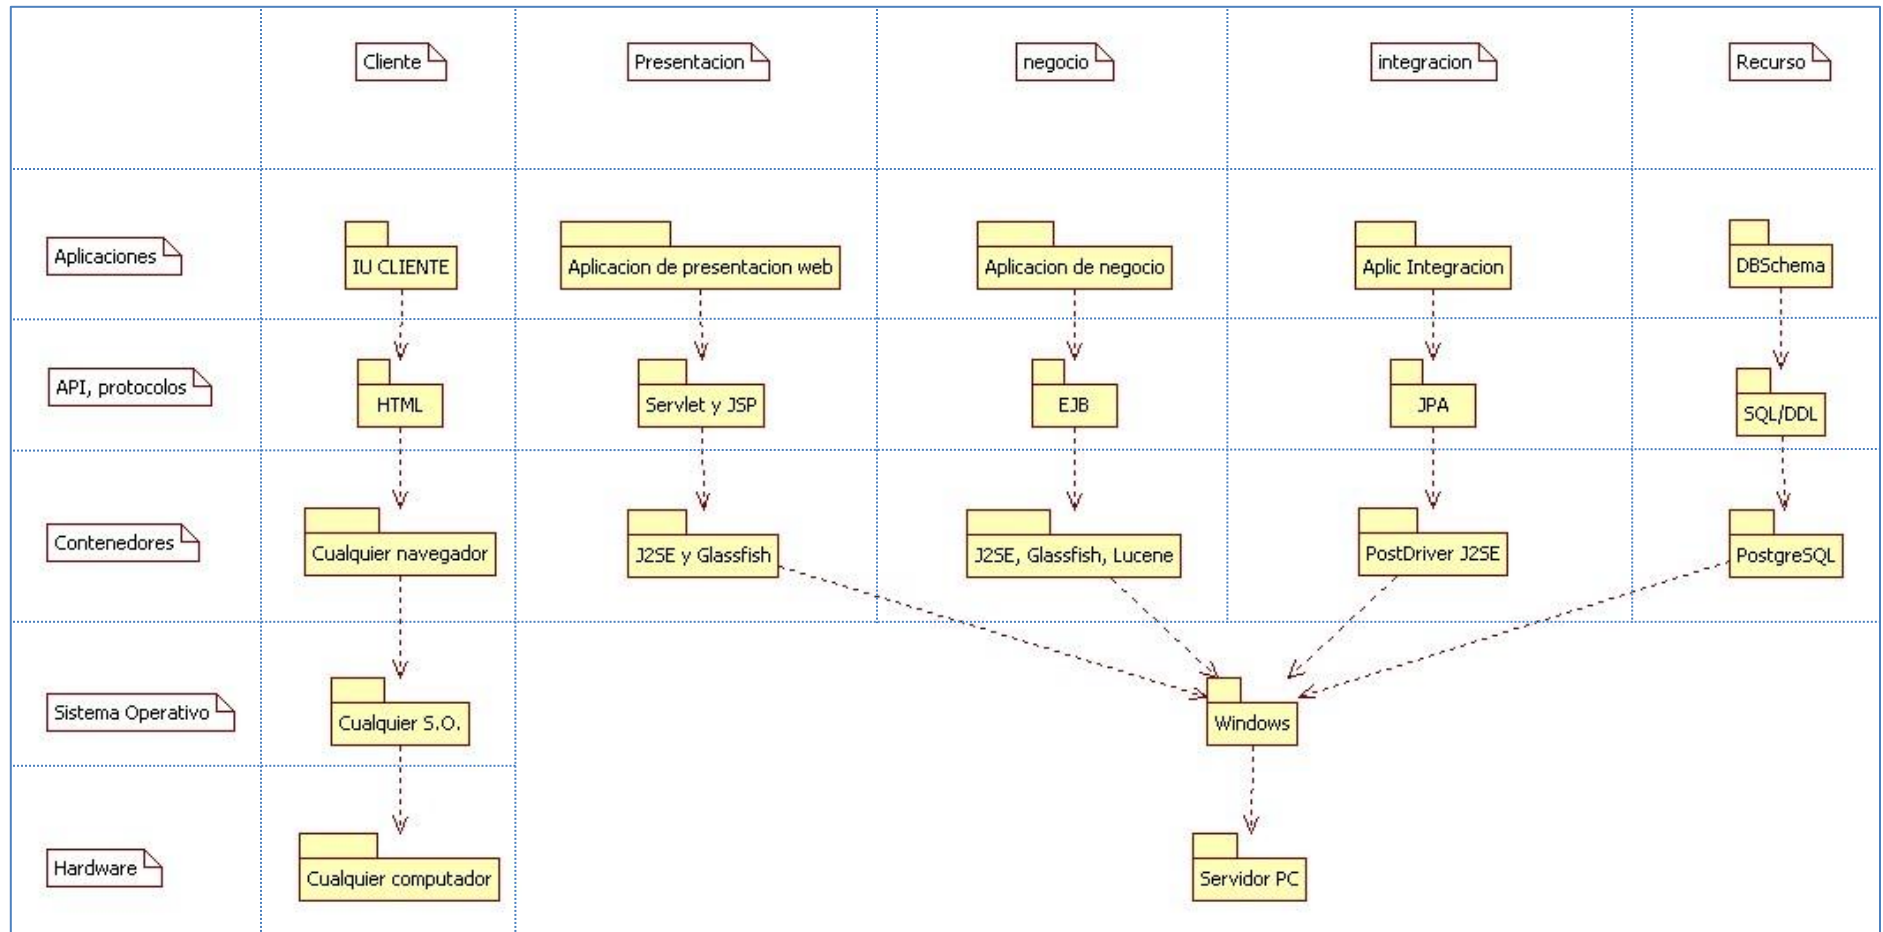 Cliente
Presentacion
negocio
integracion
Recurso
Aplicaciones
IU CLIENTE
Aplicacion de presentacion web
Aplicacion de negocio
Aplic Integracion
DBSchema
API, protocolos
HTML
Servlet y JSP
EJB
JPA
SQL/DDL
Contenedores
Cualquier navegador
J2SE y Glassfish
J2SE, Glassfish, Lucene
PostDriver J2SE
PostgreSQL
Sistema Operativo
Cualquier S.O.
Windows
Hardware
Cualquier computador
Servidor PC